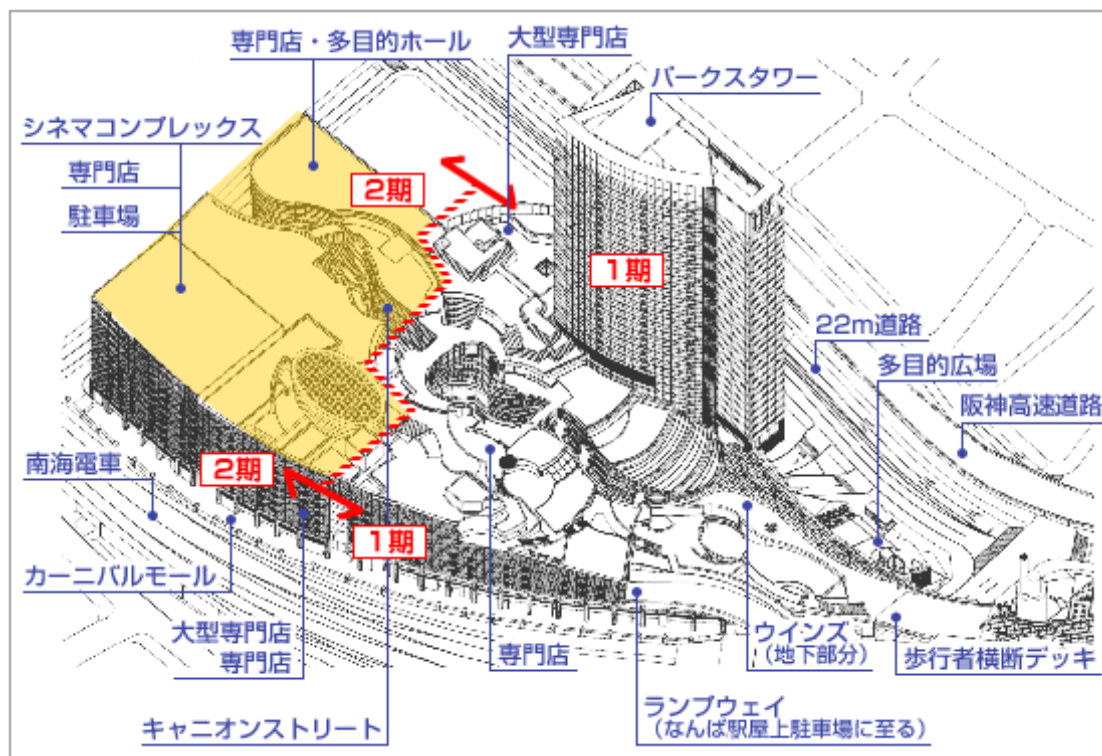 専門店・多目的ホール
大型専門店
パークスタワー
シネマコンプレックス
専門店
駐車場
2期
1期
22m道路
多目的広場
阪神高速道路
南海電車
2期
1期
カーニバルモール
大型専門店
専門店
専門店
ウインズ
（地下部分）
歩行者横断デッキ
キャニオンストリート
ランプウェイ
（なんば駅屋上駐車場に至る）